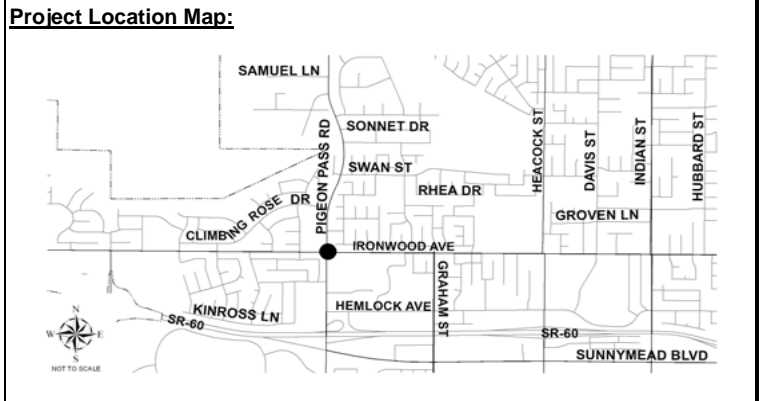 Project Location Map:
SAMUEL LN
PIGEON PASS RD
SONNET DR
SWAN ST
RHEA DR
HEACOCK ST
DAVIS ST
INDIAN ST
HUBBARD ST
GROVEN LN
CLIMBING ROSE DR
IRONWOOD AVE
KINROSS LN
HEMLOCK AVE
GRAHAM ST
SR-60
SR-60
SUNNYMEAD BLVD
N
W E
S
NOT TO SCALE